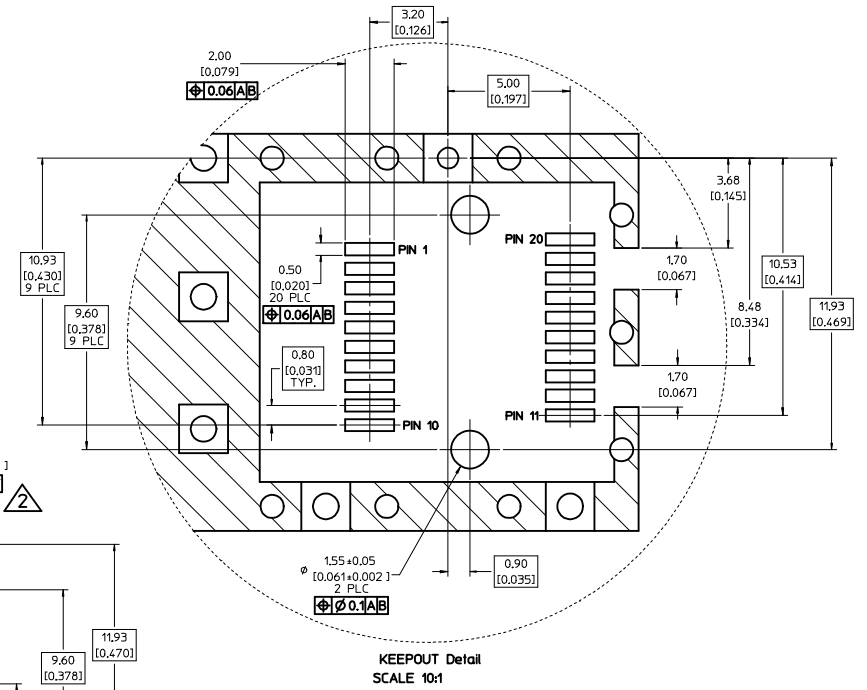 3.20
[0.126]
2.00
[0.079]
⌖ 0.06 A B
5.00
[0.197]
3.68
[0.145]
PIN 1
PIN 20
10.93
[0.430]
9 PLC
0.50
[0.020]
20 PLC
⌖ 0.06 A B
1.70
[0.067]
10.53
[0.414]
9.60
[0.378]
9 PLC
8.48
[0.334]
11.93
[0.469]
0.80
[0.031]
TYP.
1.70
[0.067]
PIN 10
PIN 11
]
2
⌀ 1.55±0.05
[0.061±0.002 ]
2 PLC
⌖ ⌀ 0.1 A B
0.90
[0.035]
11.93
[0.470]
9.60
[0.378]
KEEPOUT Detail
SCALE 10:1